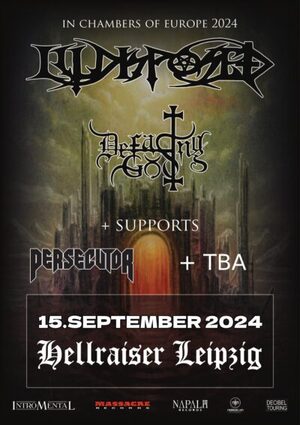 IN CHAMBERS OF EUROPE 2024
ILLDISPOSED
Defacing
God
+ SUPPORTS
PERSECUTOR + TBA
15.SEPTEMBER 2024
Hellraiser Leipzig
INTROMENTAL MASSACRE RECORDS NAPALM RECORDS DECIBEL TOURING